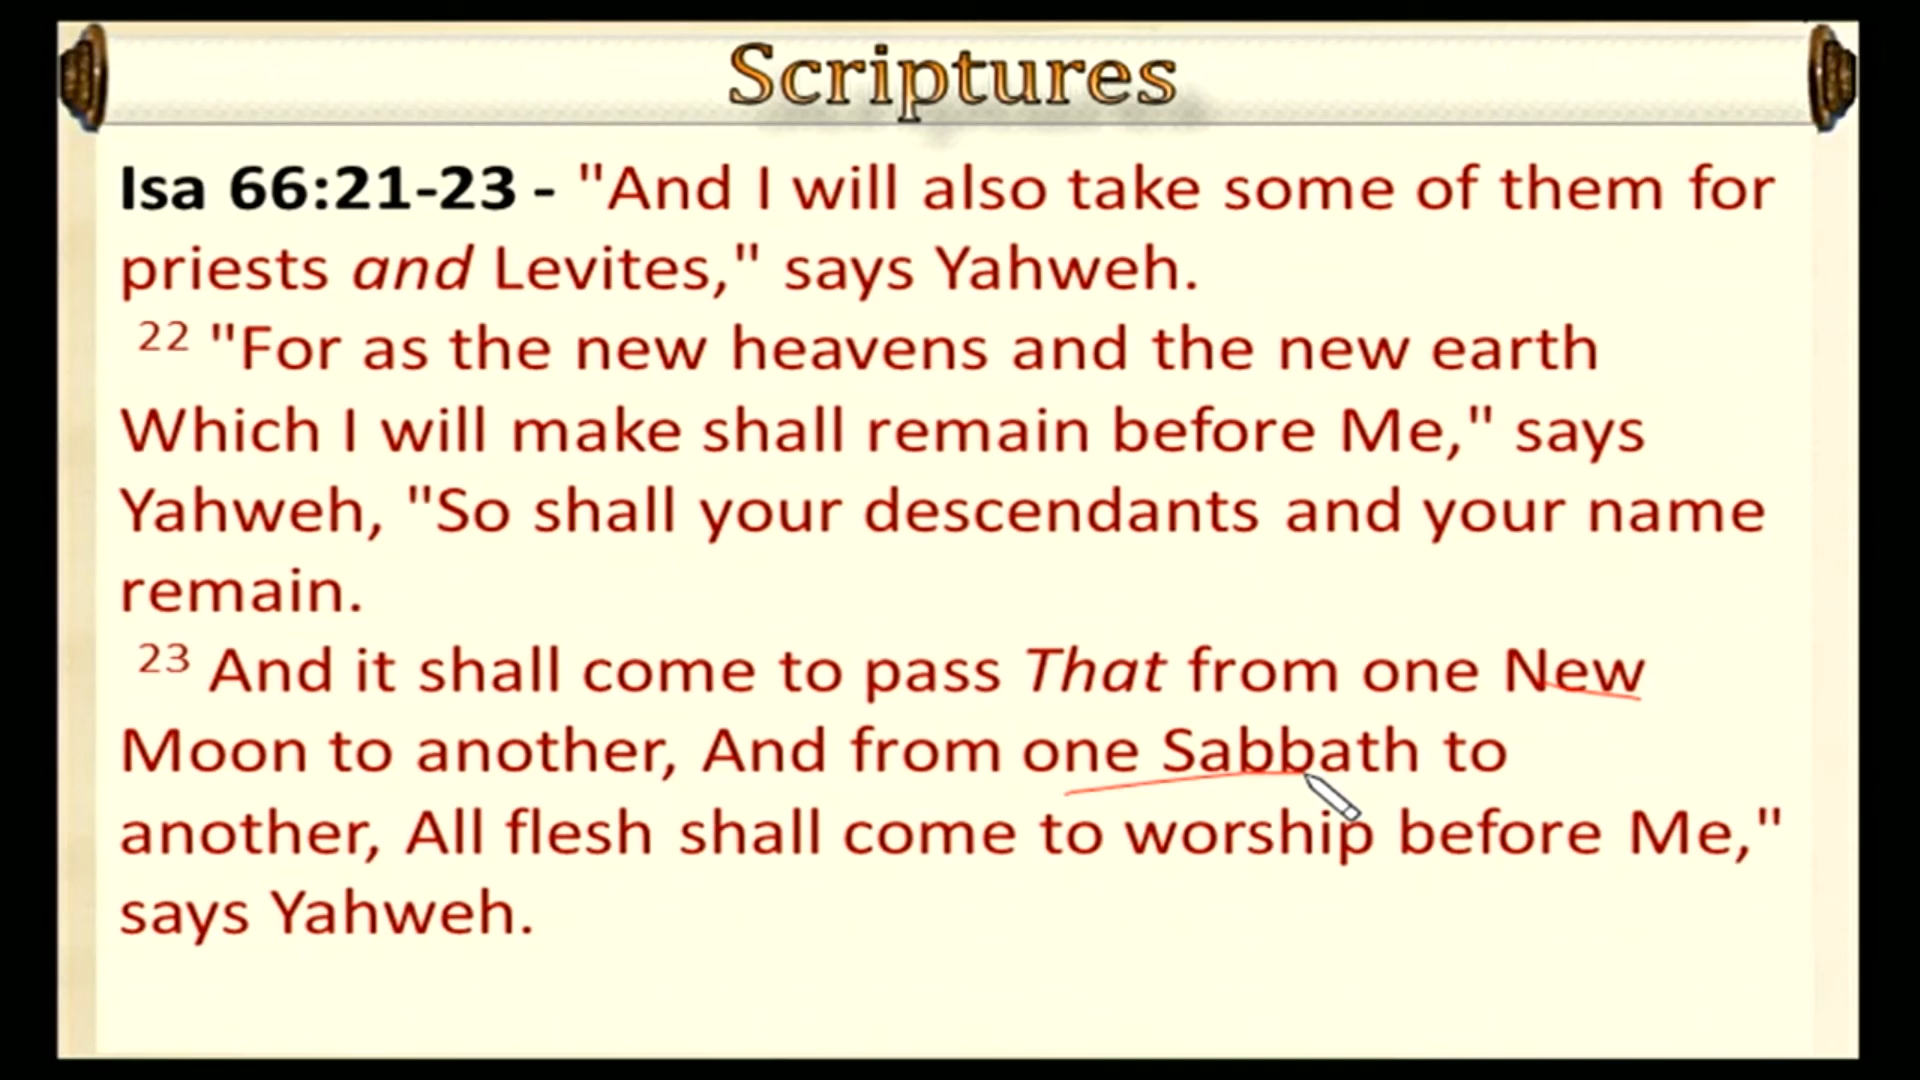 Scriptures
Isa 66:21-23 - "And I will also take some of them for
priests and Levites," says Yahweh.
22 "For as the new heavens and the new earth
Which I will make shall remain before Me," says
Yahweh, "So shall your descendants and your name
remain.
23 And it shall come to pass That from one New
Moon to another, And from one Sabbath to
another, All flesh shall come to worship before Me,"
says Yahweh.